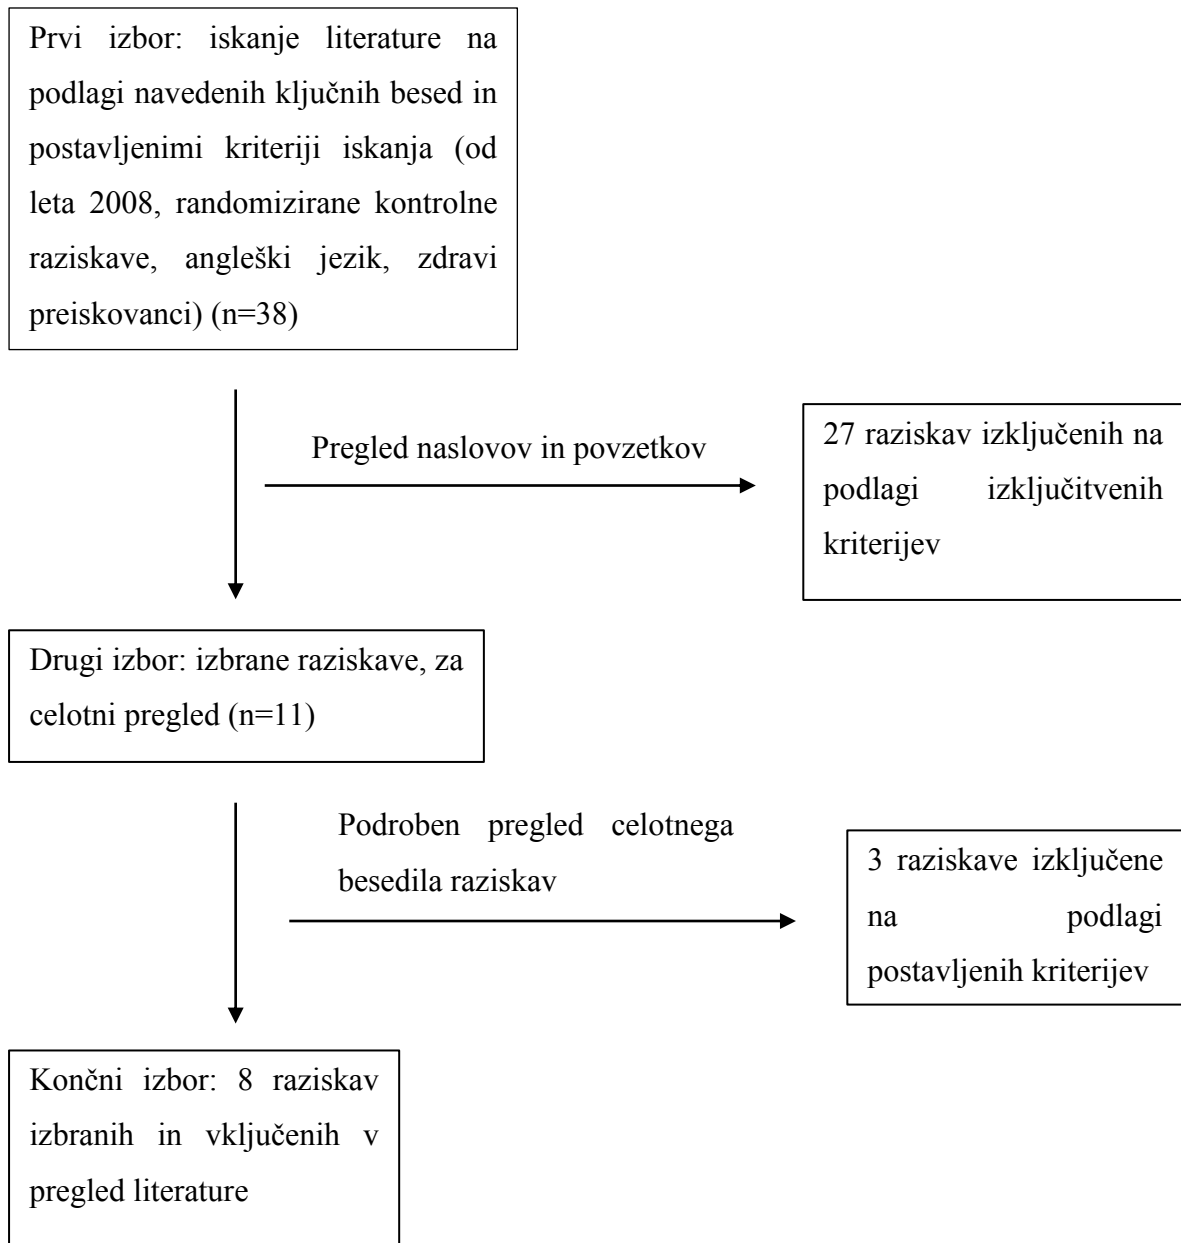 Prvi izbor: iskanje literature na
podlagi navedenih ključnih besed in
postavljenimi kriteriji iskanja (od
leta 2008, randomizirane kontrolne
raziskave, angleški jezik, zdravi
preiskovanci) (n=38)
Pregled naslovov in povzetkov
27 raziskav izključenih na
podlagi izključitvenih
kriterijev
Drugi izbor: izbrane raziskave, za
celotni pregled (n=11)
Podroben pregled celotnega
besedila raziskav
3 raziskave izključene
na podlagi
postavljenih kriterijev
Končni izbor: 8 raziskav
izbranih in vključenih v
pregled literature